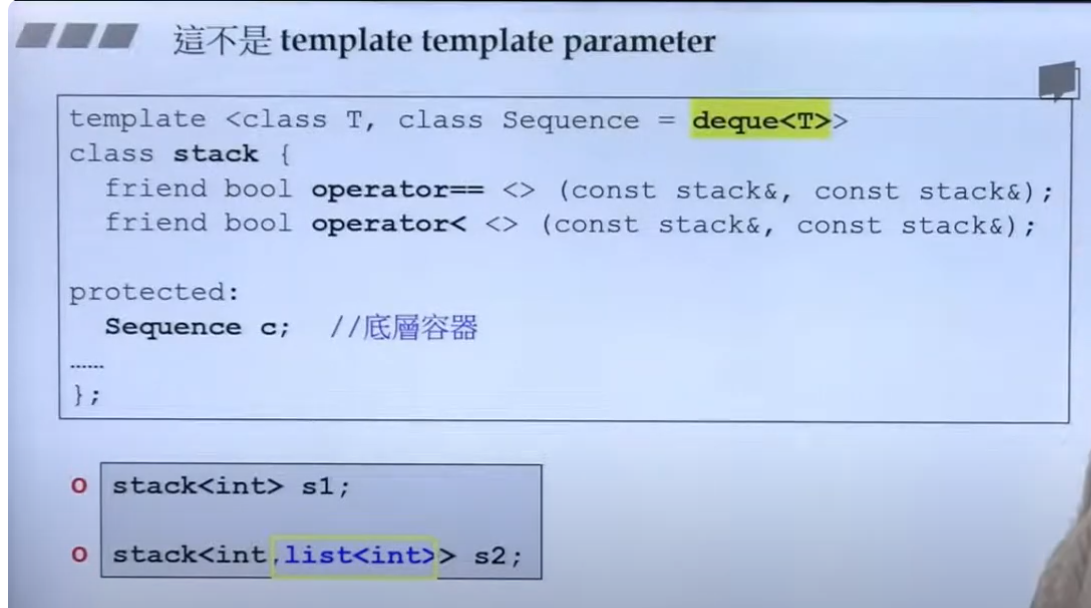 這不是 template template parameter
template <class T, class Sequence = deque<T>>
class stack {
friend bool operator== <> (const stack&, const stack&);
friend bool operator< <> (const stack&, const stack&);
protected:
Sequence c; //底層容器
……
};
o stack<int> s1;
o stack<int,list<int>> s2;